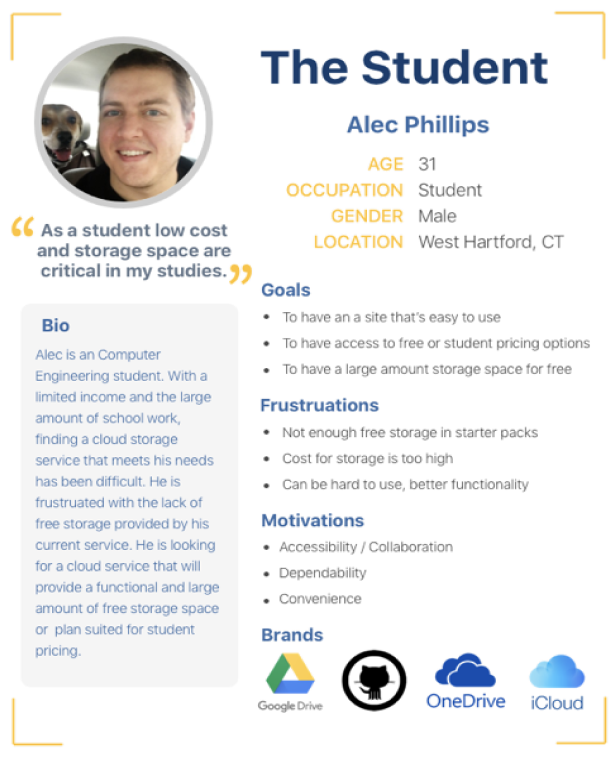 The Student
Alec Phillips
AGE 31
OCCUPATION Student
GENDER Male
LOCATION West Hartford, CT
“ As a student low cost
and storage space are
critical in my studies. ”
Bio
Alec is an Computer
Engineering student. With a
limited income and the large
amount of school work,
finding a cloud storage
service that meets his needs
has been difficult. He is
frustruated with the lack of
free storage provided by his
current service. He is looking
for a cloud service that will
provide a functional and large
amount of free storage space
or plan suited for student
pricing.
Goals
• To have an a site that's easy to use
• To have access to free or student pricing options
• To have a large amount storage space for free
Frustruations
• Not enough free storage in starter packs
• Cost for storage is too high
• Can be hard to use, better functionality
Motivations
• Accessibility / Collaboration
• Dependability
• Convenience
Brands
Google Drive
OneDrive
iCloud